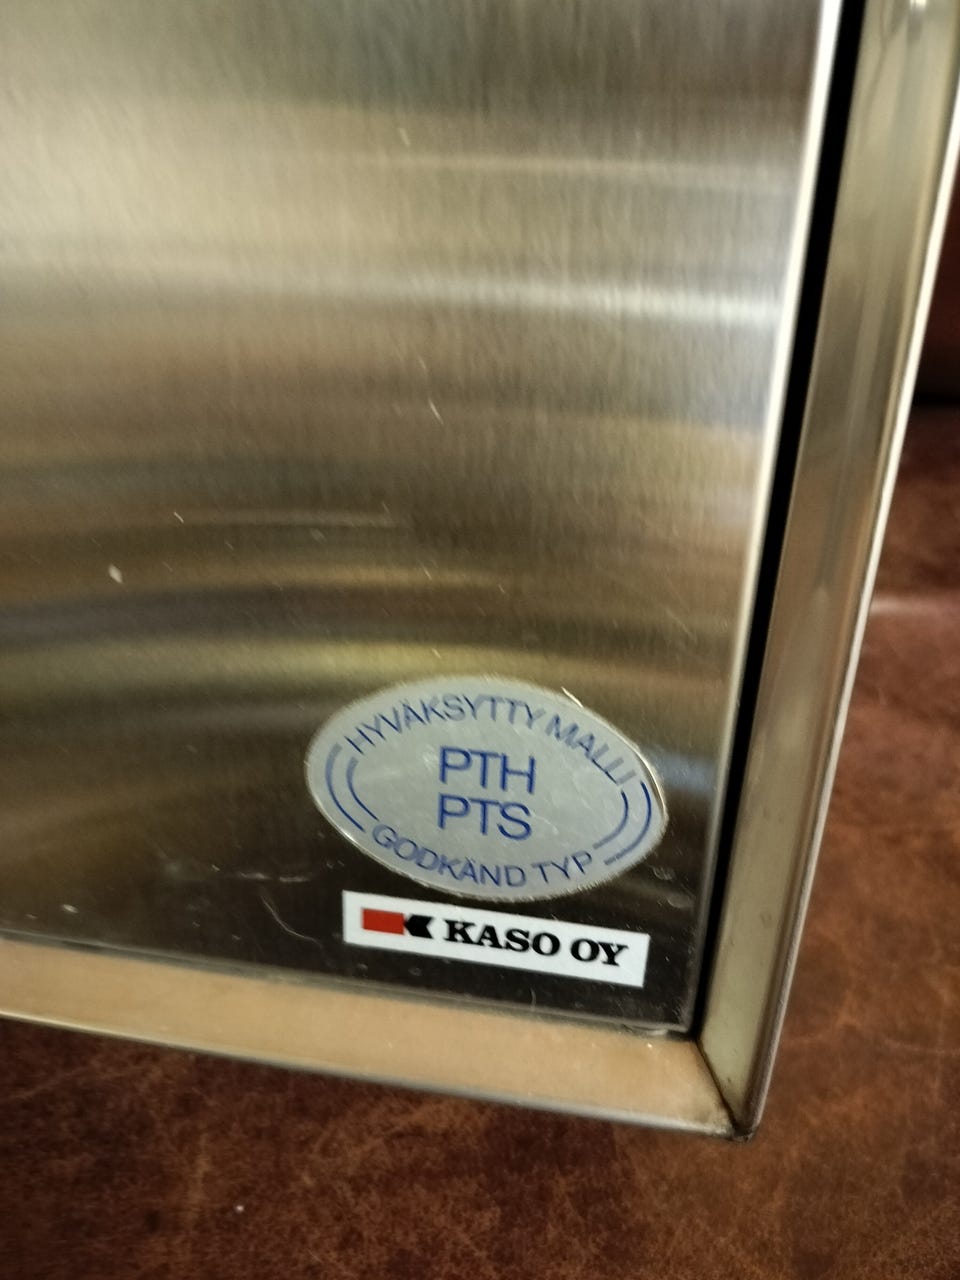 HYVÄKSYTTY MALLI
PTH
PTS
GODKÄND TYP
KASO OY